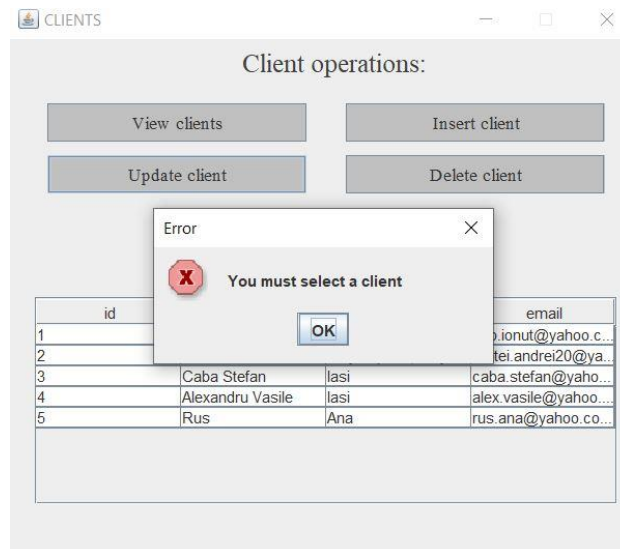 CLIENTS
Client operations:
View clients Insert client
Update client Delete client
Error
You must select a client
OK
id email
1 .ionut@yahoo.c...
2 tei.andrei20@ya...
3 Caba Stefan Iasi caba.stefan@yaho...
4 Alexandru Vasile Iasi alex.vasile@yahoo....
5 Rus Ana rus.ana@yahoo.co...